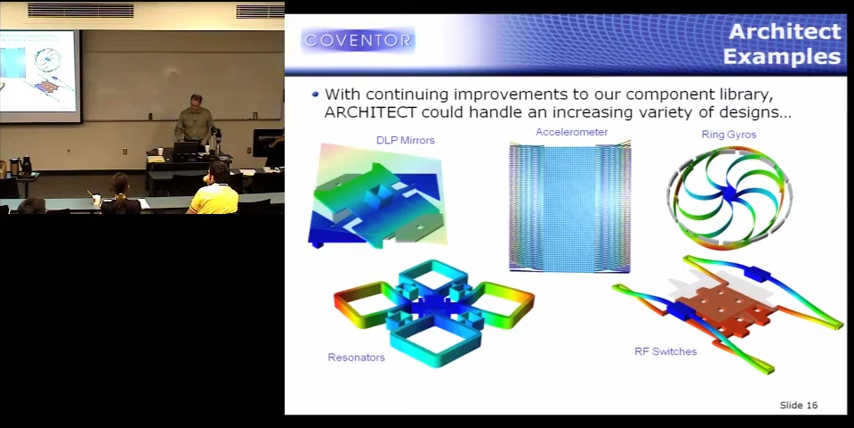 COVENTOR
Architect
Examples
With continuing improvements to our component library,
ARCHITECT could handle an increasing variety of designs...
DLP Mirrors
Accelerometer
Ring Gyros
Resonators
RF Switches
Slide 16